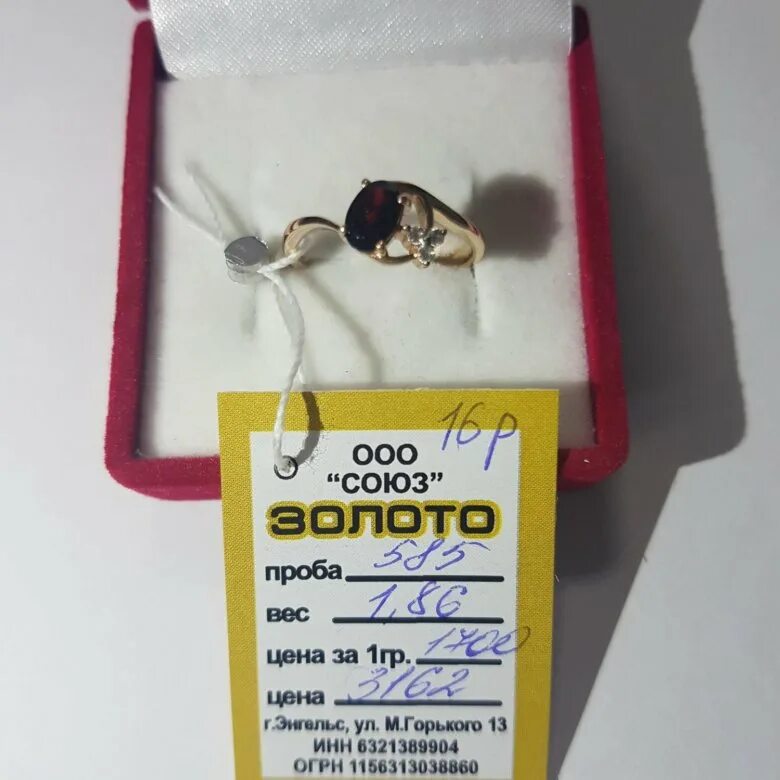 16р
ООО
"СОЮЗ"
ЗОЛОТО
проба 585
вес 1,86
цена за 1гр. 1700
цена 3162
г.Энгельс, ул. М.Горького 13
ИНН 6321389904
ОГРН 1156313038860